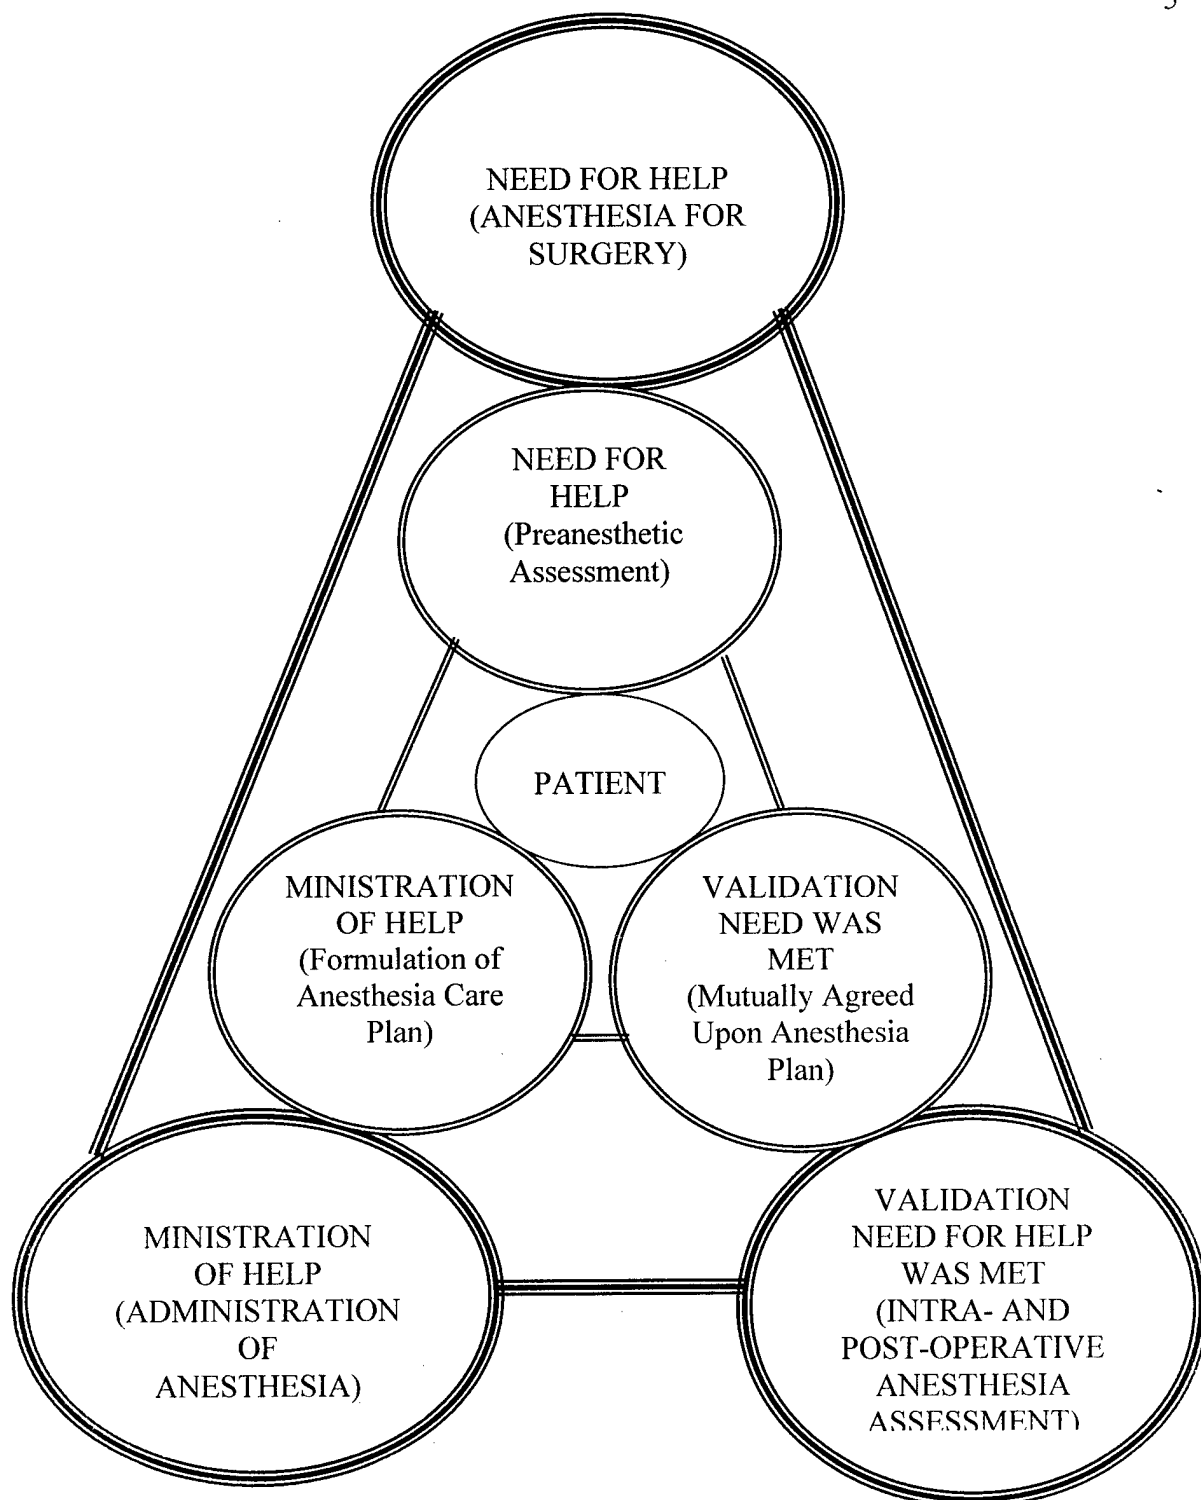 NEED FOR HELP
(ANESTHESIA FOR
SURGERY)
NEED FOR
HELP
(Preanesthetic
Assessment)
PATIENT
MINISTRATION
OF HELP
(Formulation of
Anesthesia Care
Plan)
VALIDATION
NEED WAS
MET
(Mutually Agreed
Upon Anesthesia
Plan)
MINISTRATION
OF HELP
(ADMINISTRATION
OF
ANESTHESIA)
VALIDATION
NEED FOR HELP
WAS MET
(INTRA- AND
POST-OPERATIVE
ANESTHESIA
ASSESSMENT)